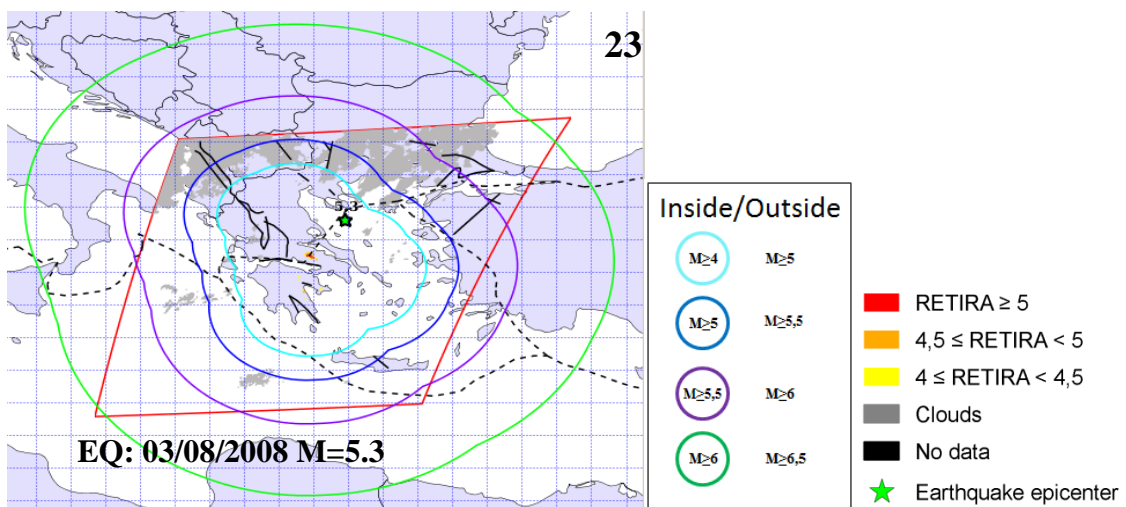 23
5.3
EQ: 03/08/2008 M=5.3
Inside/Outside
M≥4 M≥5
M≥5 M≥5,5
M≥5,5 M≥6
M≥6 M≥6,5
RETIRA ≥ 5
4,5 ≤ RETIRA < 5
4 ≤ RETIRA < 4,5
Clouds
No data
Earthquake epicenter